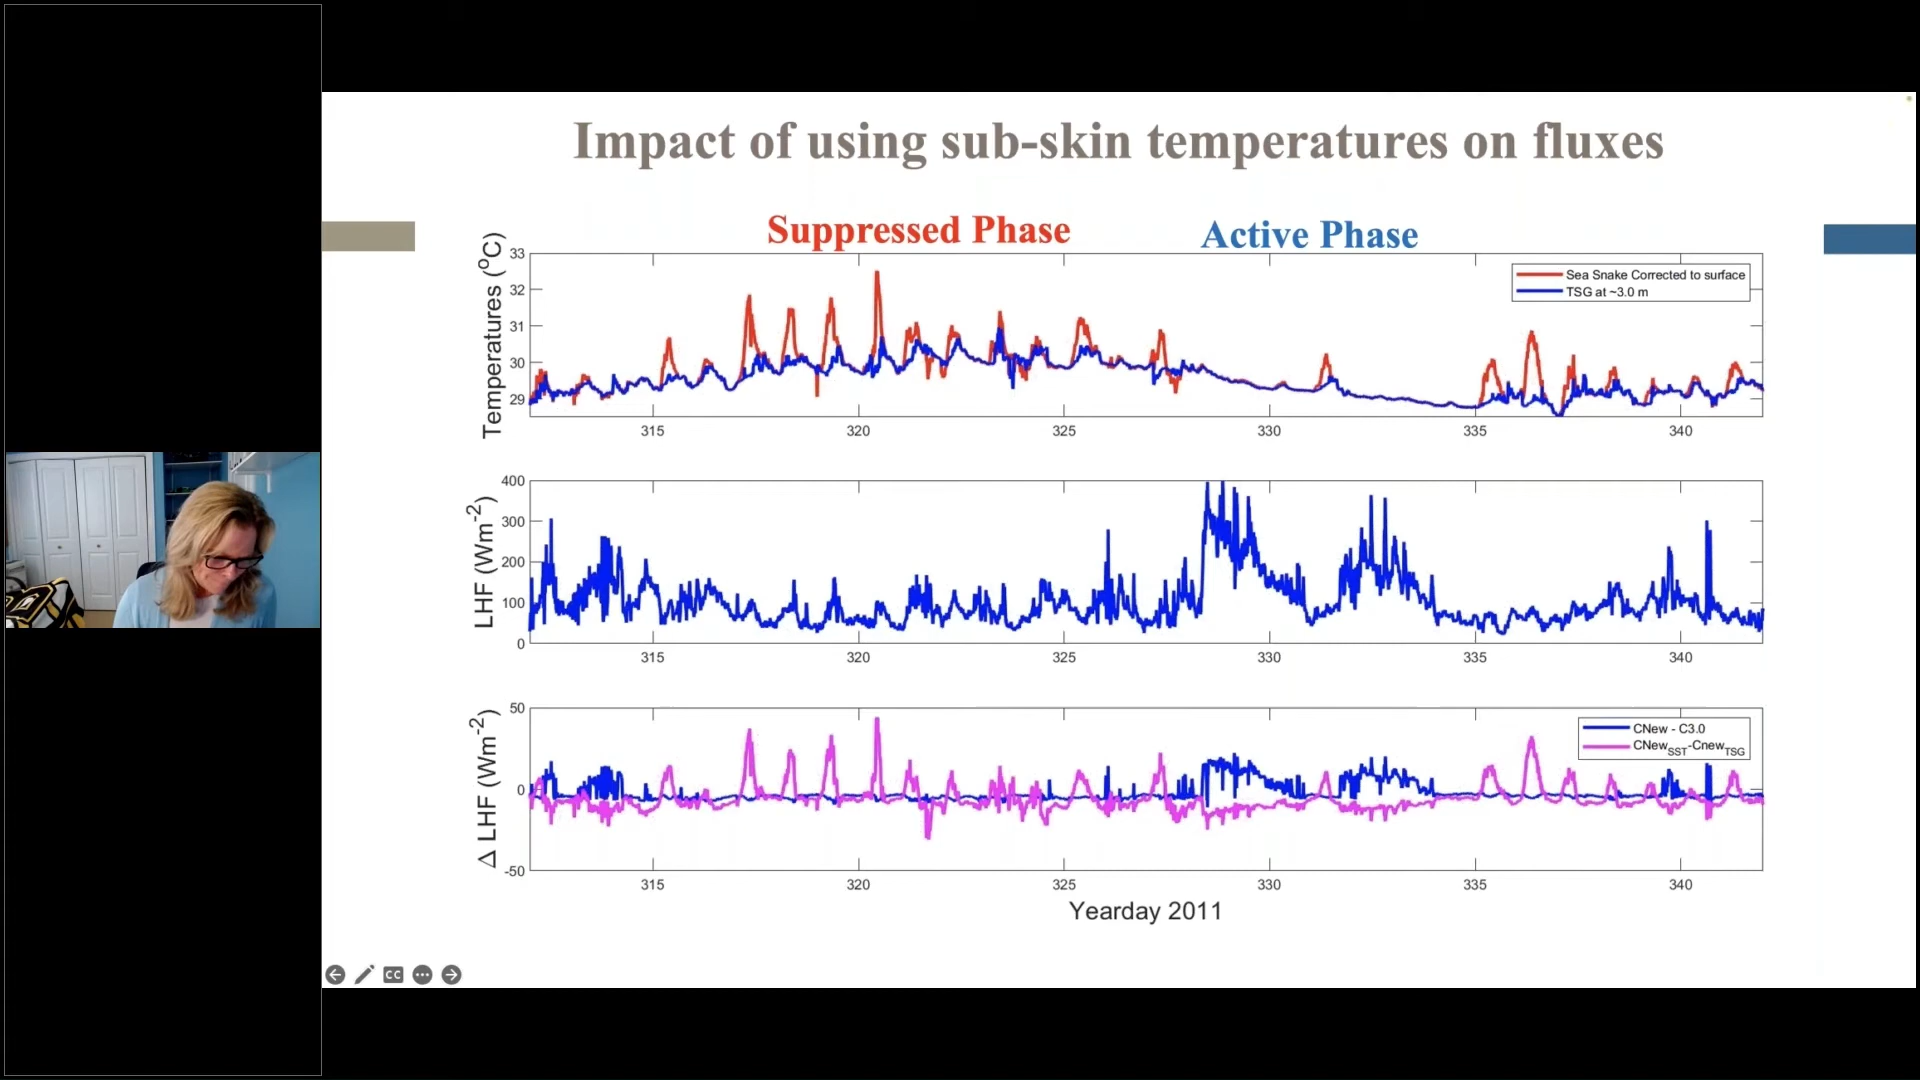 Impact of using sub-skin temperatures on fluxes
Suppressed Phase
Active Phase
Temperatures (°C)
33
32
31
30
29
Sea Snake Corrected to surface
TSG at ~3.0 m
315 320 325 330 335 340
LHF (Wm-2)
400
300
200
100
0
315 320 325 330 335 340
Δ LHF (Wm-2)
50
0
-50
CNew - C3.0
CNewSST-CnewTSG
315 320 325 330 335 340
Yearday 2011
CC